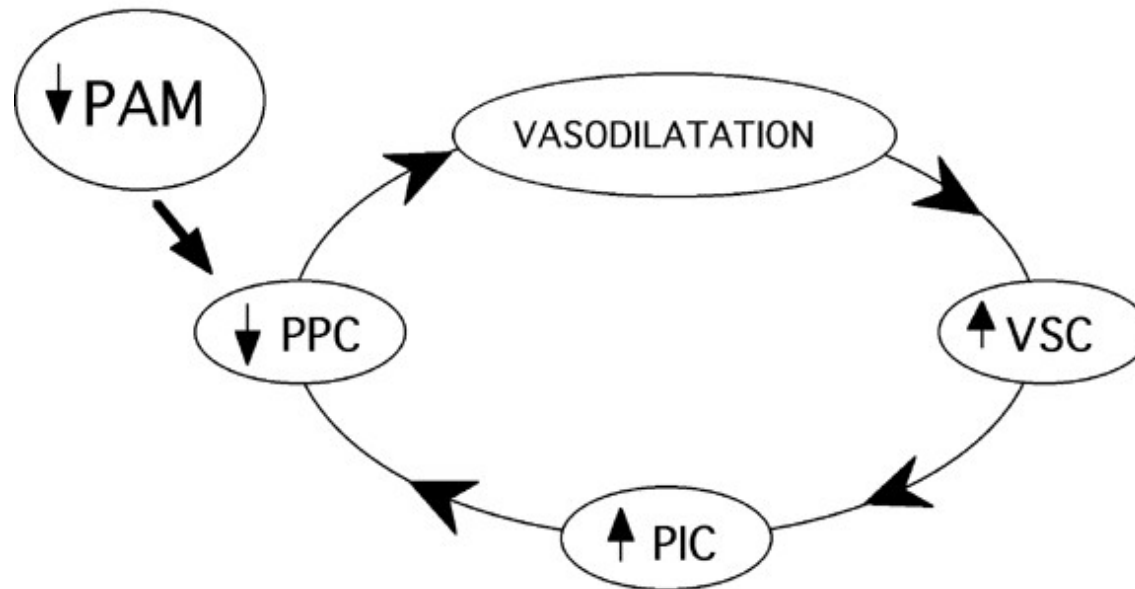 ↓ PAM
VASODILATATION
↓ PPC
↑ VSC
↑ PIC